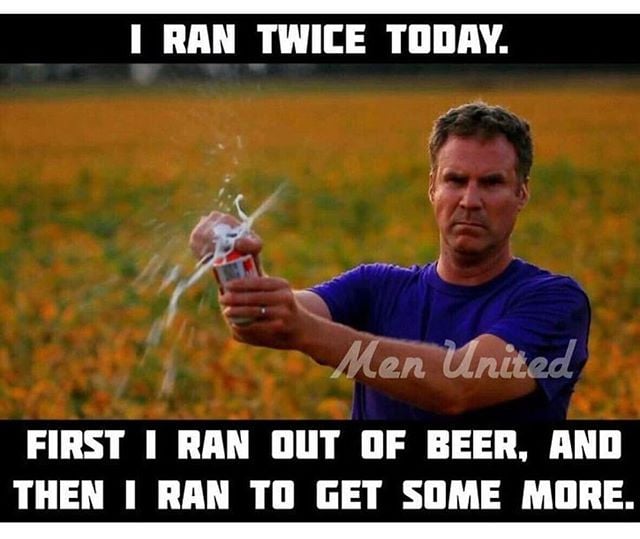 I RAN TWICE TODAY.
Men United
FIRST I RAN OUT OF BEER, AND
THEN I RAN TO GET SOME MORE.